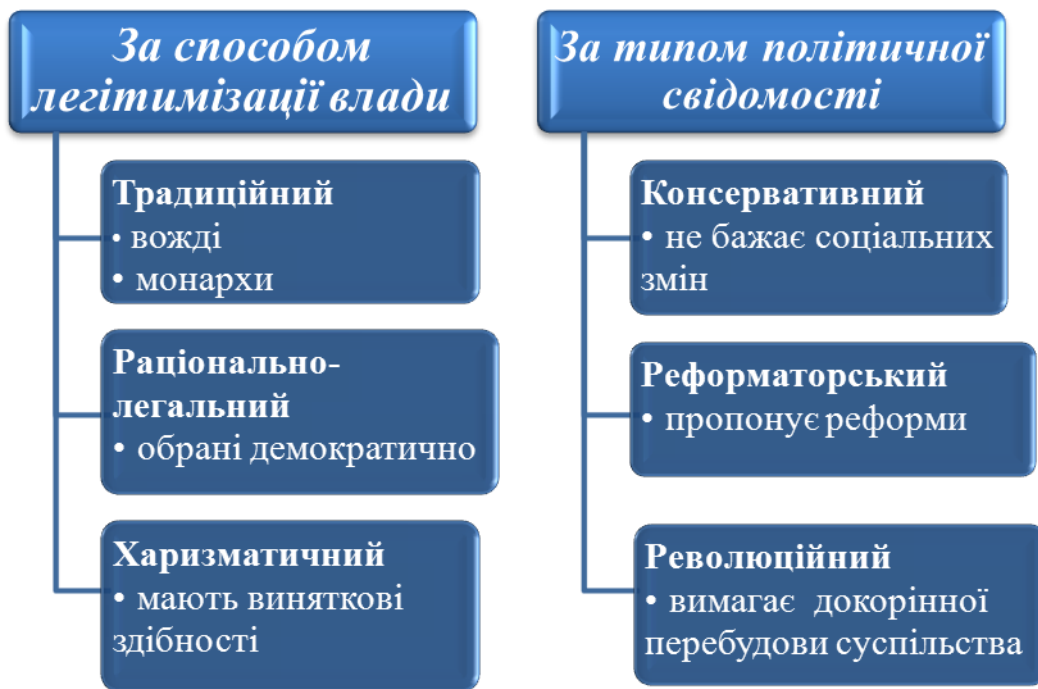 За способом
легітимізації влади
Традиційний
• вожді
• монархи
Раціонально-
легальний
• обрані демократично
Харизматичний
• мають виняткові
здібності
За типом політичної
свідомості
Консервативний
• не бажає соціальних
змін
Реформаторський
• пропонує реформи
Революційний
• вимагає докорінної
перебудови суспільства